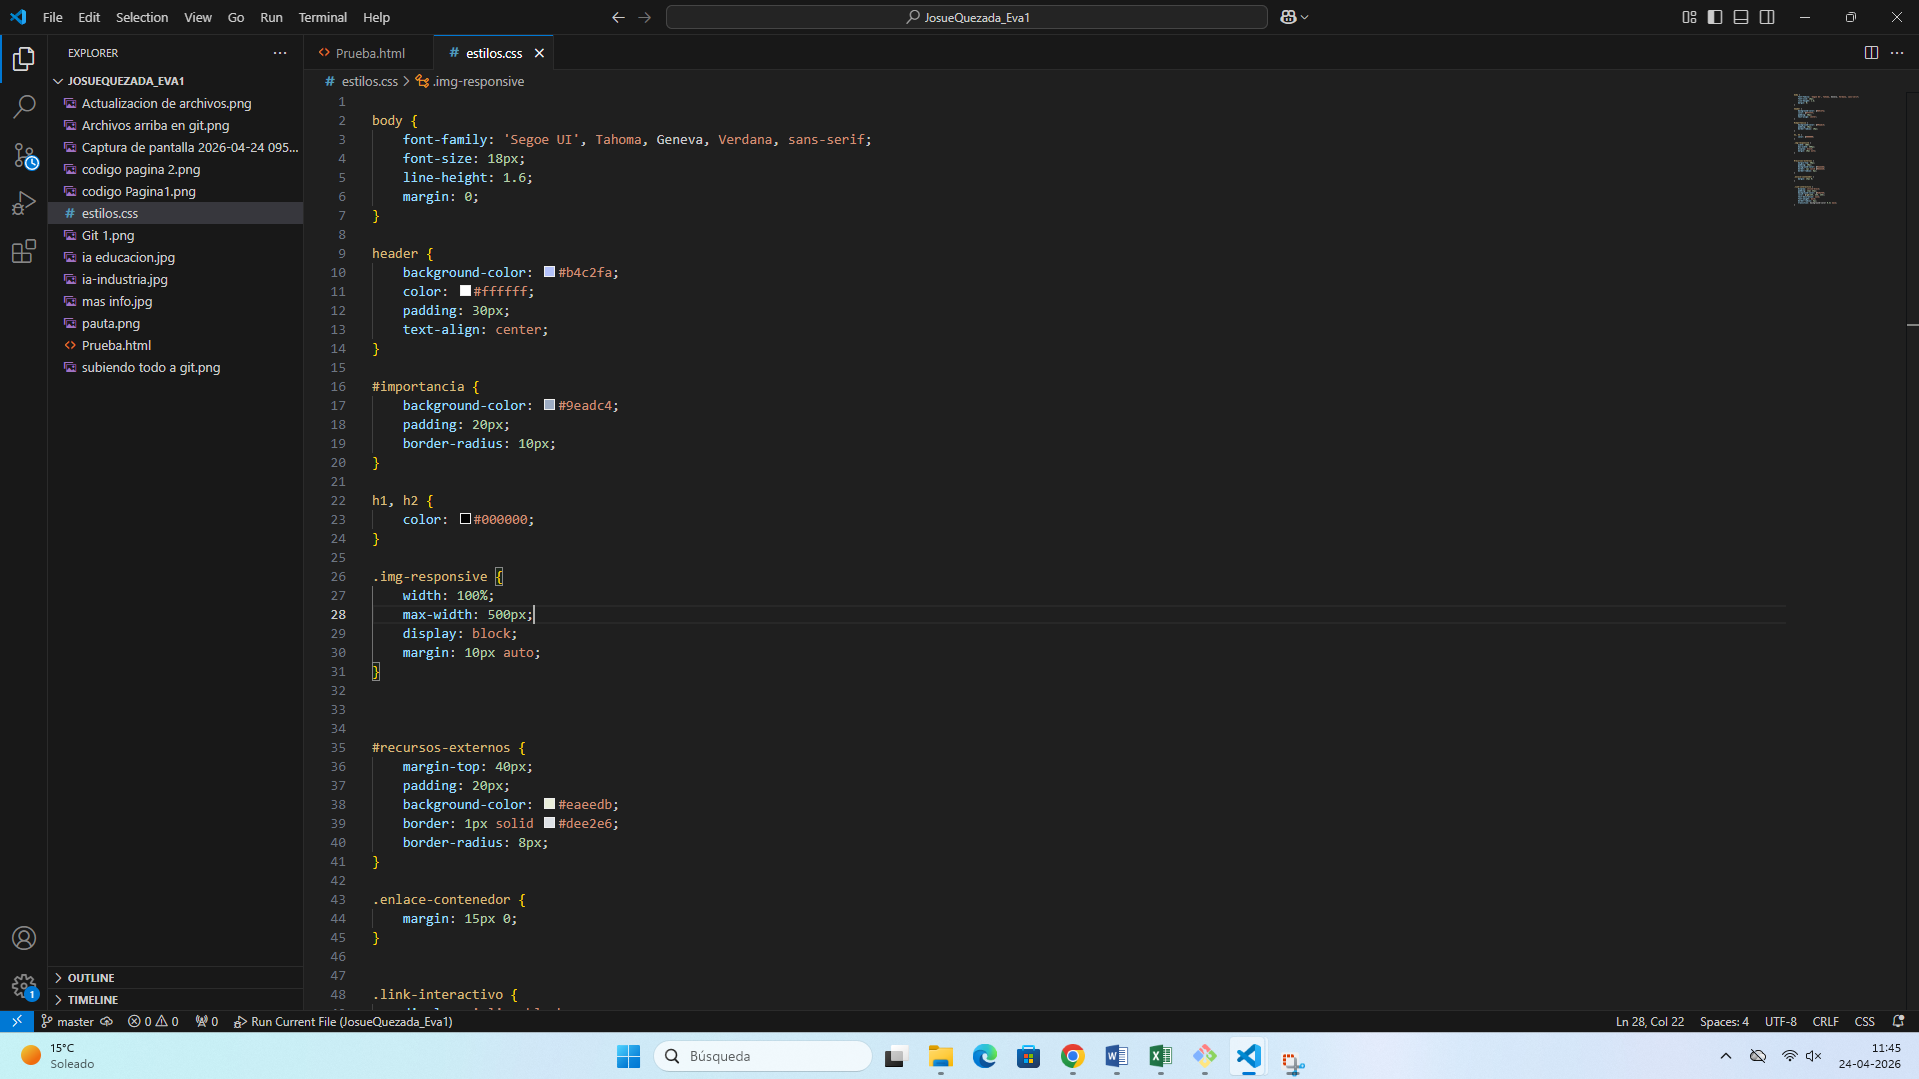 File Edit Selection View Go Run Terminal Help
JosueQuezada_Eva1
EXPLORER
JOSUEQUEZADA_EVA1
Actualizacion de archivos.png
Archivos arriba en git.png
Captura de pantalla 2026-04-24 095...
codigo pagina 2.png
codigo Pagina1.png
# estilos.css
Git 1.png
ia educacion.jpg
ia-industria.jpg
mas info.jpg
pauta.png
<> Prueba.html
subiendo todo a git.png
OUTLINE
TIMELINE
<> Prueba.html
# estilos.css
# estilos.css > .img-responsive
1
2 body {
3 font-family: 'Segoe UI', Tahoma, Geneva, Verdana, sans-serif;
4 font-size: 18px;
5 line-height: 1.6;
6 margin: 0;
7 }
8
9 header {
10 background-color: #b4c2fa;
11 color: #ffffff;
12 padding: 30px;
13 text-align: center;
14 }
15
16 #importancia {
17 background-color: #9eadc4;
18 padding: 20px;
19 border-radius: 10px;
20 }
21
22 h1, h2 {
23 color: #000000;
24 }
25
26 .img-responsive {
27 width: 100%;
28 max-width: 500px;
29 display: block;
30 margin: 10px auto;
31 }
32
33
34
35 #recursos-externos {
36 margin-top: 40px;
37 padding: 20px;
38 background-color: #eaeedb;
39 border: 1px solid #dee2e6;
40 border-radius: 8px;
41 }
42
43 .enlace-contenedor {
44 margin: 15px 0;
45 }
46
47
48 .link-interactivo {
1
master 0 0 0 Run Current File (JosueQuezada_Eva1)
Ln 28, Col 22 Spaces: 4 UTF-8 CRLF CSS
15°C
Soleado
Búsqueda
11:45
24-04-2026